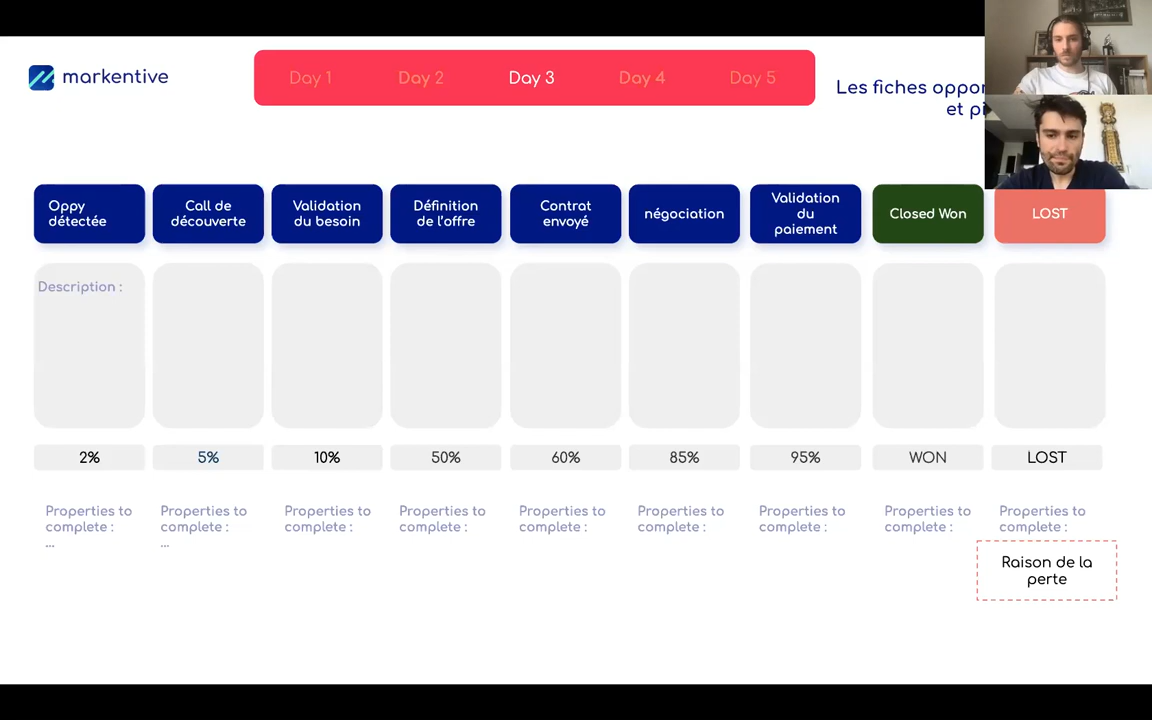 markentive
Day 1
Day 2
Day 3
Day 4
Day 5
Les fiches
et
Oppy
détectée
Call de
découverte
Validation
du besoin
Définition
de l'offre
Contrat
envoyé
négociation
Validation
du
paiement
Closed Won
LOST
Description :
2%
5%
10%
50%
60%
85%
95%
WON
LOST
Properties to
complete :
...
Properties to
complete :
...
Properties to
complete :
Properties to
complete :
Properties to
complete :
Properties to
complete :
Properties to
complete :
Properties to
complete :
Properties to
complete :
Raison de la
perte